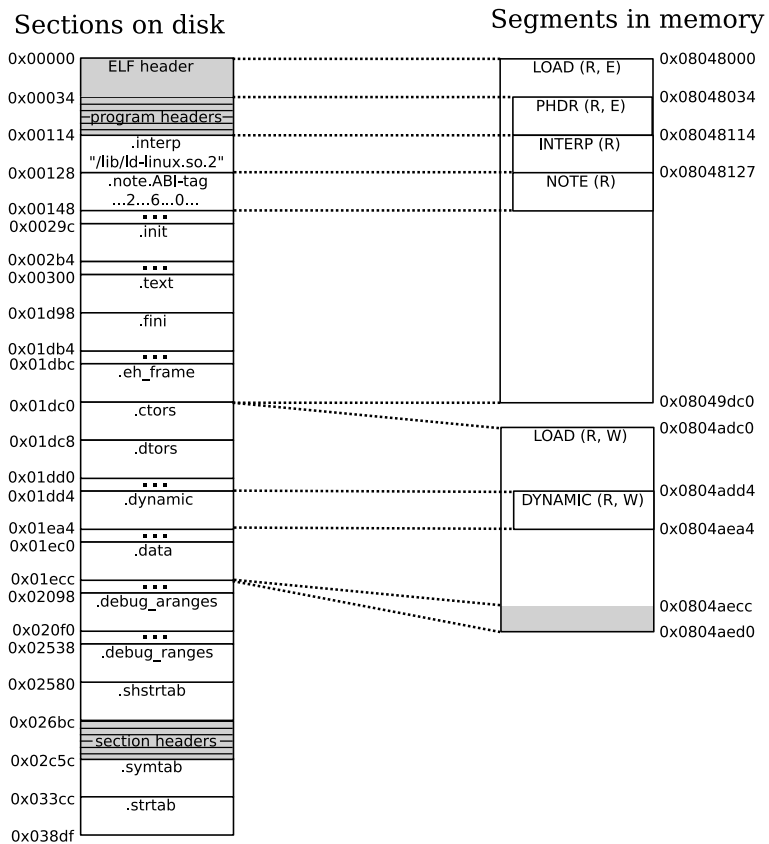 Sections on disk
Segments in memory
0x00000
ELF header
0x00034
program headers
0x00114
.interp
"/lib/ld-linux.so.2"
0x00128
.note.ABI-tag
...2...6...0...
0x00148
...
0x0029c
.init
0x002b4
...
0x00300
.text
0x01d98
.fini
0x01db4
...
0x01dbc
.eh_frame
0x01dc0
.ctors
0x01dc8
.dtors
0x01dd0
...
0x01dd4
.dynamic
0x01ea4
...
0x01ec0
.data
0x01ecc
...
0x02098
.debug_aranges
0x020f0
...
0x02538
.debug_ranges
0x02580
.shstrtab
0x026bc
section headers
0x02c5c
.symtab
0x033cc
.strtab
0x038df
LOAD (R, E)
0x08048000
PHDR (R, E)
0x08048034
INTERP (R)
0x08048114
NOTE (R)
0x08048127
0x08049dc0
LOAD (R, W)
0x0804adc0
DYNAMIC (R, W)
0x0804add4
0x0804aea4
0x0804aecc
0x0804aed0